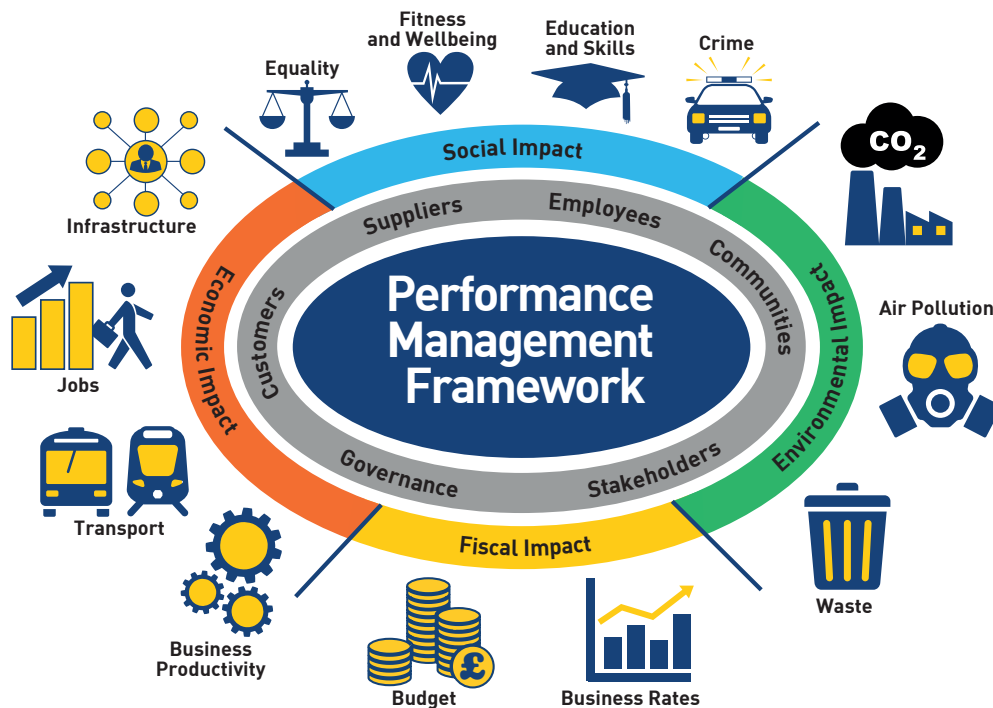 Fitness
and Wellbeing
Education
and Skills
Crime
Equality
CO2
Social Impact
Infrastructure
Suppliers
Employees
Communities
Economic Impact
Customers
Performance
Management
Framework
Environmental Impact
Air Pollution
Jobs
Governance
Stakeholders
Transport
Fiscal Impact
Waste
Business
Productivity
£
Budget
Business Rates